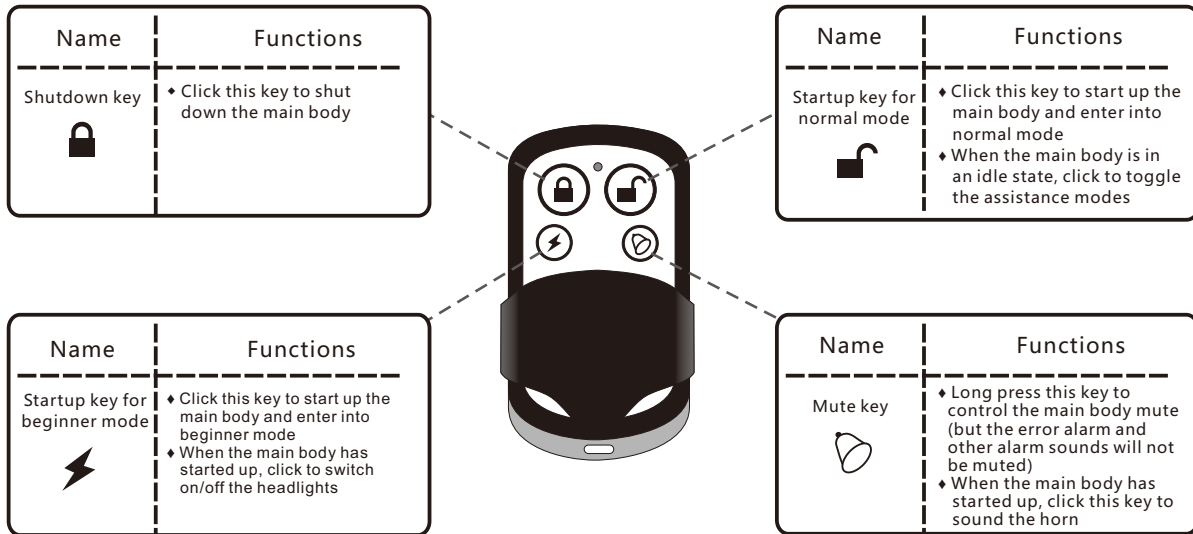 Name
Functions
Shutdown key
♦ Click this key to shut
down the main body
Name
Functions
Startup key for
normal mode
♦ Click this key to start up the
main body and enter into
normal mode
♦ When the main body is in
an idle state, click to toggle
the assistance modes
Name
Functions
Startup key for
beginner mode
♦ Click this key to start up the
main body and enter into
beginner mode
♦ When the main body has
started up, click to switch
on/off the headlights
Name
Functions
Mute key
♦ Long press this key to
control the main body mute
(but the error alarm and
other alarm sounds will not
be muted)
♦ When the main body has
started up, click this key to
sound the horn